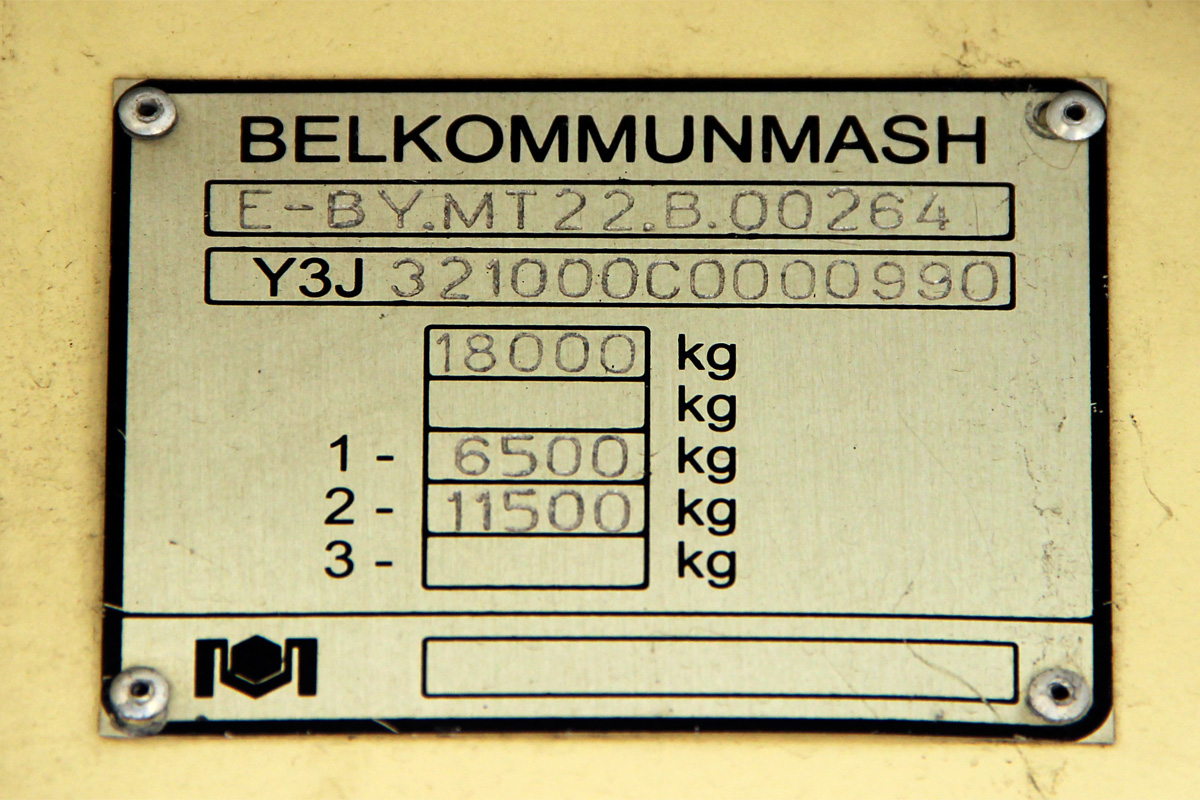 BELKOMMUNMASH
E-BY.MT22.B.00264
Y3J 321000C0000990
18000 kg
kg
1 - 6500 kg
2 - 11500 kg
3 - kg